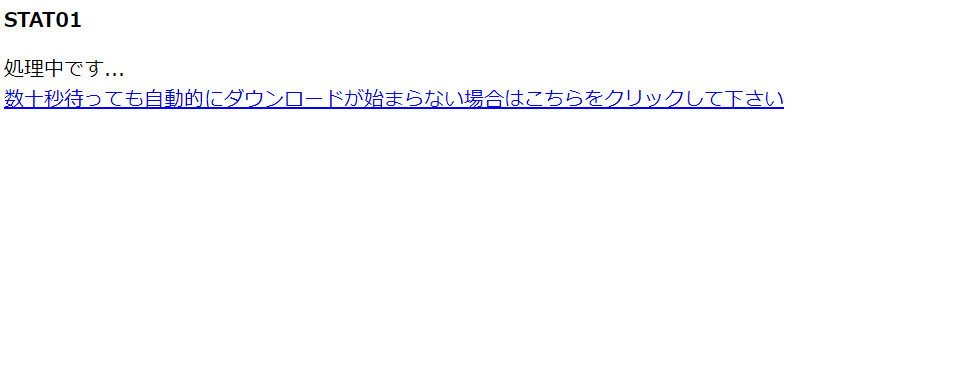 STAT01
処理中です...
数十秒待っても自動的にダウンロードが始まらない場合はこちらをクリックして下さい